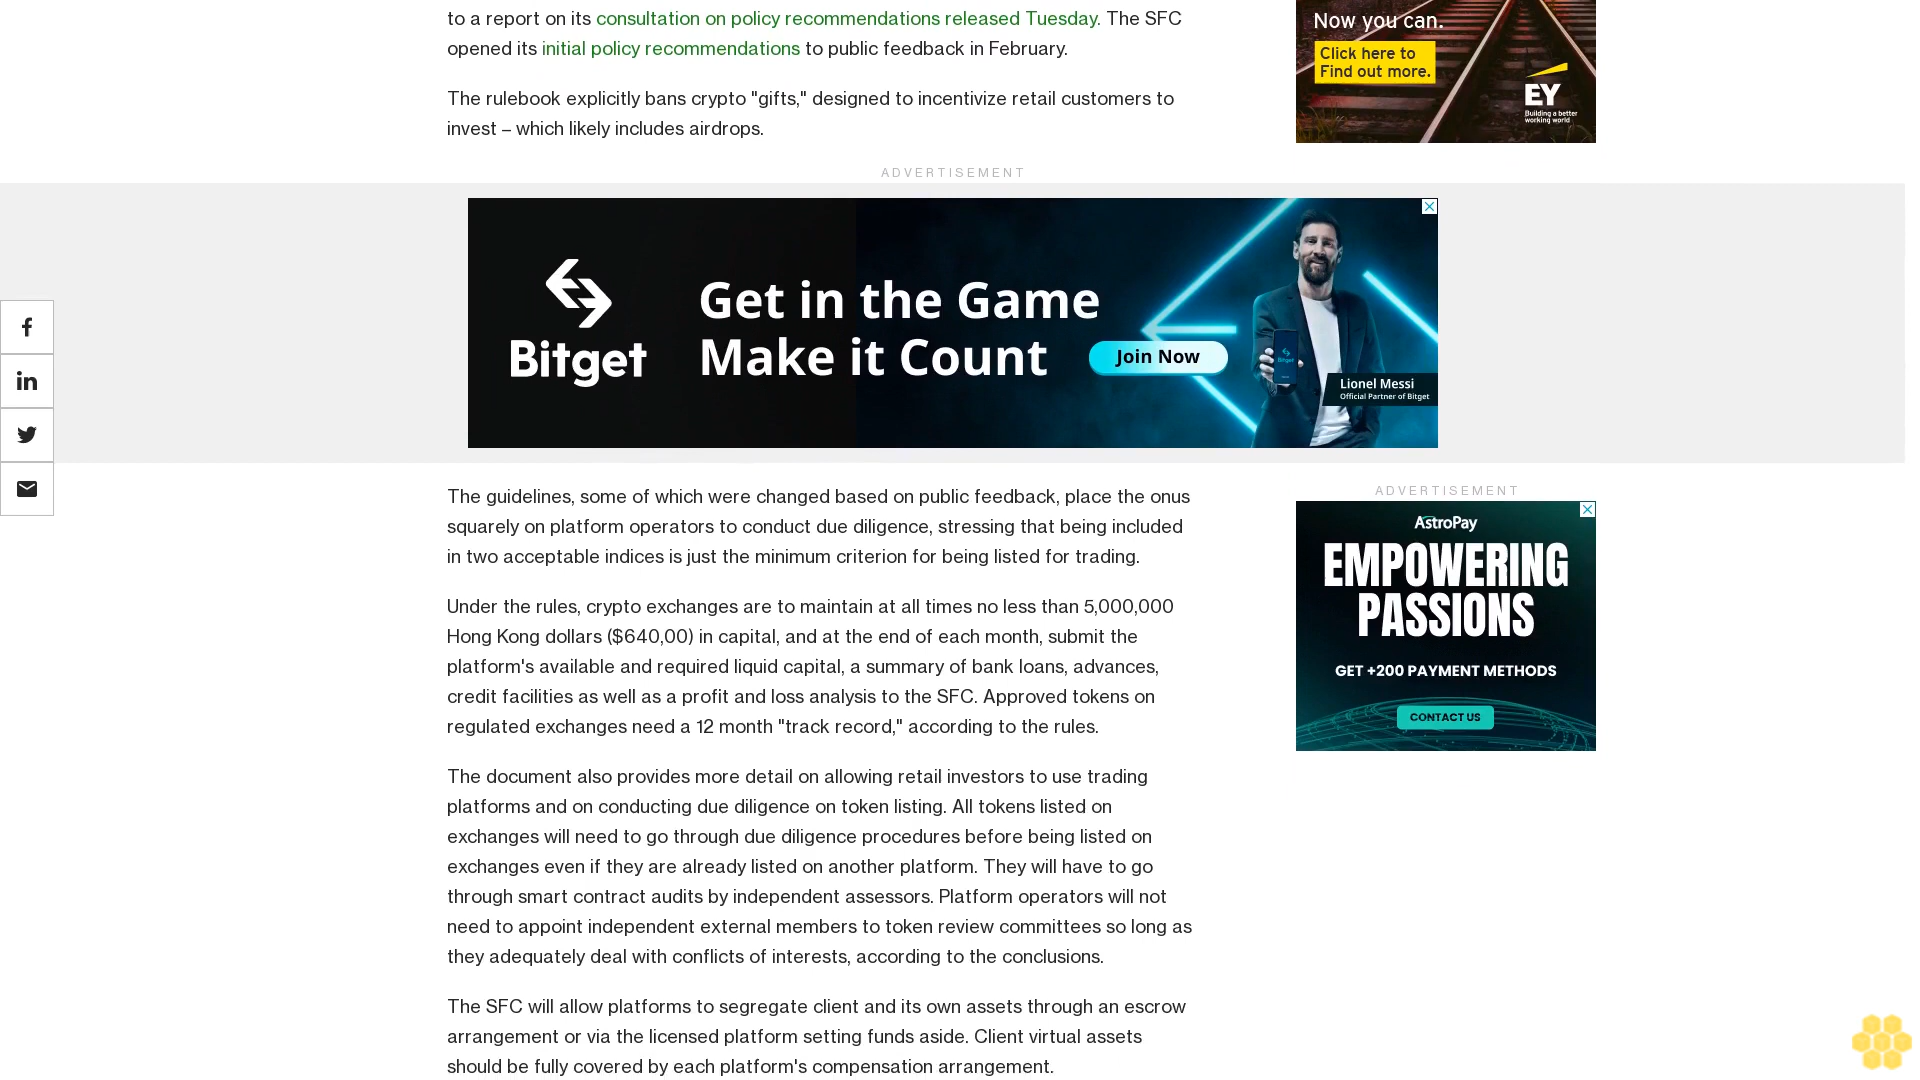 to a report on its consultation on policy recommendations released Tuesday. The SFC
opened its initial policy recommendations to public feedback in February.
The rulebook explicitly bans crypto "gifts," designed to incentivize retail customers to
invest – which likely includes airdrops.
Now you can.
Click here to
Find out more.
EY
Building a better
working world
ADVERTISEMENT
Bitget
Get in the Game
Make it Count
Join Now
Bitget
Lionel Messi
Official Partner of Bitget
The guidelines, some of which were changed based on public feedback, place the onus
squarely on platform operators to conduct due diligence, stressing that being included
in two acceptable indices is just the minimum criterion for being listed for trading.
Under the rules, crypto exchanges are to maintain at all times no less than 5,000,000
Hong Kong dollars ($640,00) in capital, and at the end of each month, submit the
platform's available and required liquid capital, a summary of bank loans, advances,
credit facilities as well as a profit and loss analysis to the SFC. Approved tokens on
regulated exchanges need a 12 month "track record," according to the rules.
The document also provides more detail on allowing retail investors to use trading
platforms and on conducting due diligence on token listing. All tokens listed on
exchanges will need to go through due diligence procedures before being listed on
exchanges even if they are already listed on another platform. They will have to go
through smart contract audits by independent assessors. Platform operators will not
need to appoint independent external members to token review committees so long as
they adequately deal with conflicts of interests, according to the conclusions.
The SFC will allow platforms to segregate client and its own assets through an escrow
arrangement or via the licensed platform setting funds aside. Client virtual assets
should be fully covered by each platform's compensation arrangement.
ADVERTISEMENT
AstroPay
EMPOWERING
PASSIONS
GET +200 PAYMENT METHODS
CONTACT US